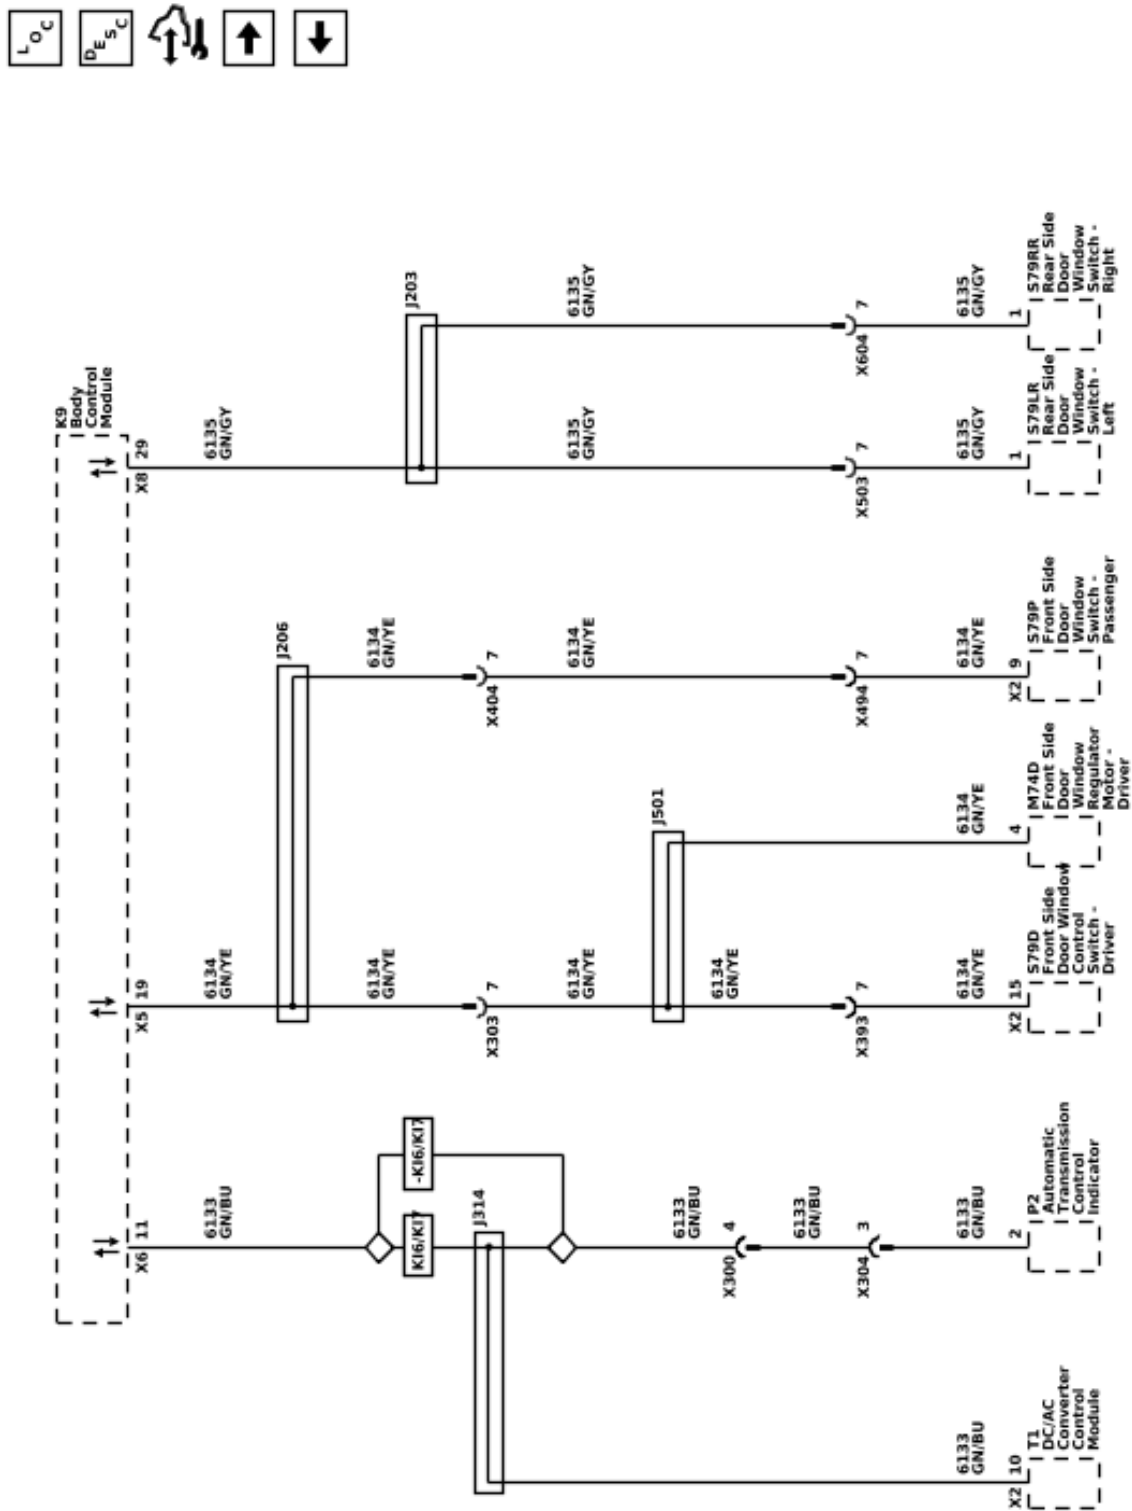 LOC
DESC
K9
Body
Control
Module
X8 29
6135
GN/GY
J203
6135
GN/GY
6135
GN/GY
X503 7
X604 7
6135
GN/GY
6135
GN/GY
1
S79LR
Rear Side
Door
Window
Switch -
Left
1
S79RR
Rear Side
Door
Window
Switch -
Right
X5 19
6134
GN/YE
J206
6134
GN/YE
6134
GN/YE
X303 7
X404 7
6134
GN/YE
6134
GN/YE
J501
6134
GN/YE
X393 7
X494 7
6134
GN/YE
6134
GN/YE
6134
GN/YE
X2 15
S79D
Front Side
Door Window
Control
Switch -
Driver
4
M74D
Front Side
Door
Window
Regulator
Motor -
Driver
X2 9
S79P
Front Side
Door
Window
Switch -
Passenger
X6 11
6133
GN/BU
KI6/KI7
-KI6/KI7
J314
6133
GN/BU
X300 4
6133
GN/BU
X304 3
6133
GN/BU
2
P2
Automatic
Transmission
Control
Indicator
6133
GN/BU
X2 10
T1
DC/AC
Converter
Control
Module